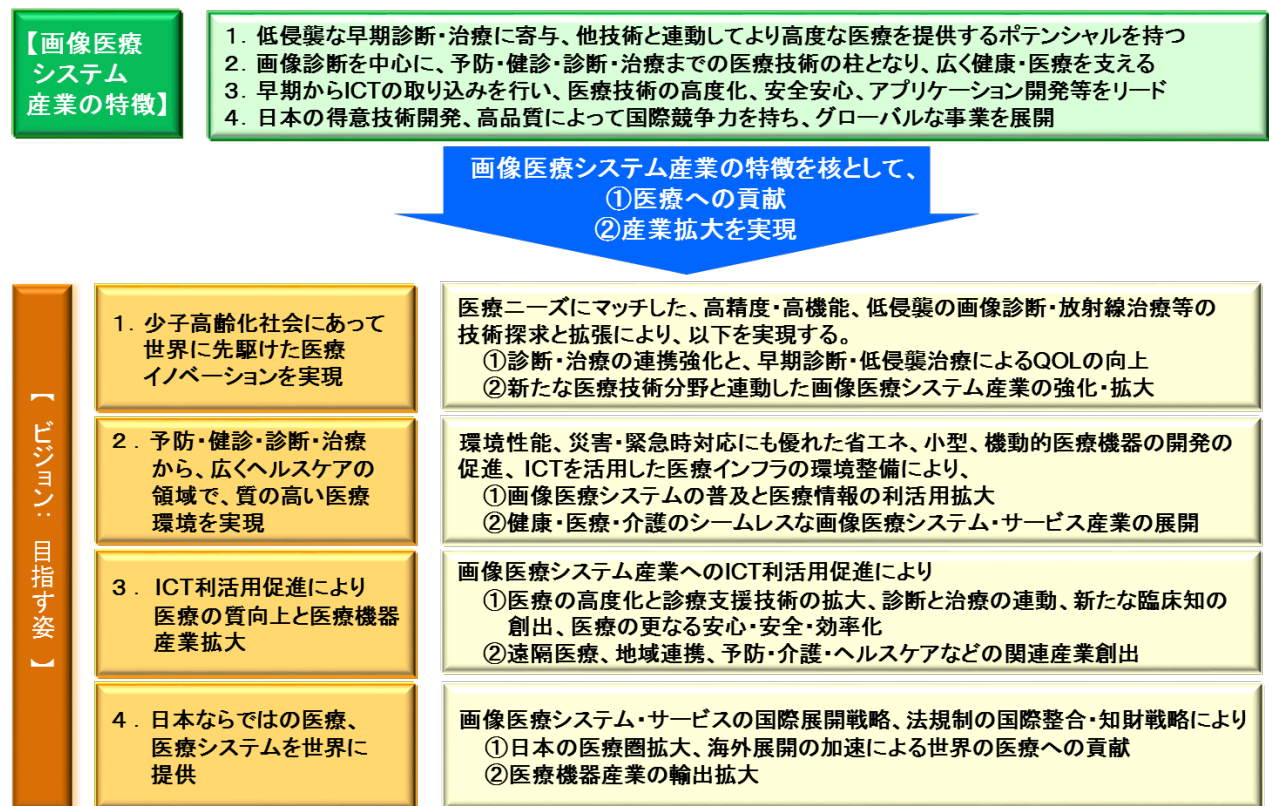 【画像医療
システム
産業の特徴】
1．低侵襲な早期診断・治療に寄与、他技術と連動してより高度な医療を提供するポテンシャルを持つ
2．画像診断を中心に、予防・健診・診断・治療までの医療技術の柱となり、広く健康・医療を支える
3．早期からICTの取り込みを行い、医療技術の高度化、安全安心、アプリケーション開発等をリード
4．日本の得意技術開発、高品質によって国際競争力を持ち、グローバルな事業を展開
画像医療システム産業の特徴を核として、
①医療への貢献
②産業拡大を実現
【 ビジョン： 目指す姿 】
1．少子高齢化社会にあって
世界に先駆けた医療
イノベーションを実現
医療ニーズにマッチした、高精度・高機能、低侵襲の画像診断・放射線治療等の
技術探求と拡張により、以下を実現する。
①診断・治療の連携強化と、早期診断・低侵襲治療によるQOLの向上
②新たな医療技術分野と連動した画像医療システム産業の強化・拡大
2．予防・健診・診断・治療
から、広くヘルスケアの
領域で、質の高い医療
環境を実現
環境性能、災害・緊急時対応にも優れた省エネ、小型、機動的医療機器の開発の
促進、ICTを活用した医療インフラの環境整備により、
①画像医療システムの普及と医療情報の利活用拡大
②健康・医療・介護のシームレスな画像医療システム・サービス産業の展開
3．ICT利活用促進により
医療の質向上と医療機器
産業拡大
画像医療システム産業へのICT利活用促進により
①医療の高度化と診療支援技術の拡大、診断と治療の連動、新たな臨床知の
創出、医療の更なる安心・安全・効率化
②遠隔医療、地域連携、予防・介護・ヘルスケアなどの関連産業創出
4．日本ならではの医療、
医療システムを世界に
提供
画像医療システム・サービスの国際展開戦略、法規制の国際整合・知財戦略により
①日本の医療圏拡大、海外展開の加速による世界の医療への貢献
②医療機器産業の輸出拡大